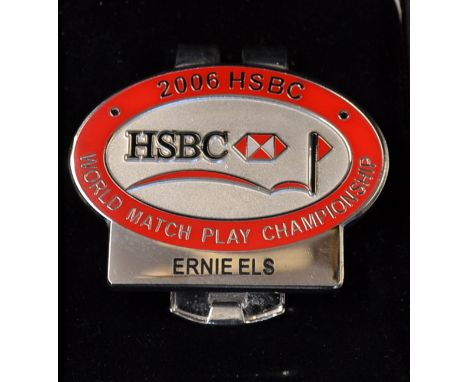 2006 HSBC
HSBC
WORLD MATCH PLAY CHAMPIONSHIP
ERNIE ELS